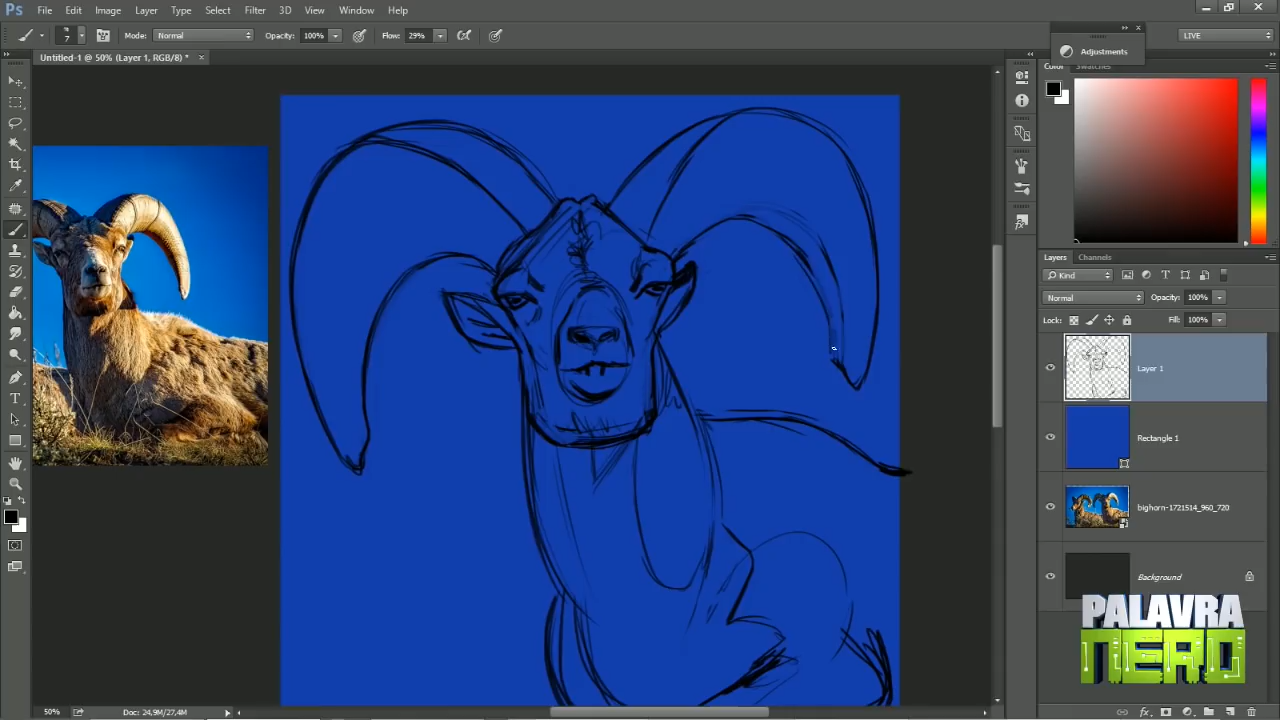 Ps File Edit Image Layer Type Select Filter 3D View Window Help
7 Mode: Normal Opacity: 100% Flow: 29% LIVE
Adjustments
Untitled-1 @ 50% (Layer 1, RGB/8) * ×
Color Swatches
Layers Channels
Kind
Normal Opacity: 100%
Lock: Fill: 100%
Layer 1
Rectangle 1
bighorn-1721514_960_720
Background
PALAVRA
NERD
50% Doc: 24,9M/27,4M